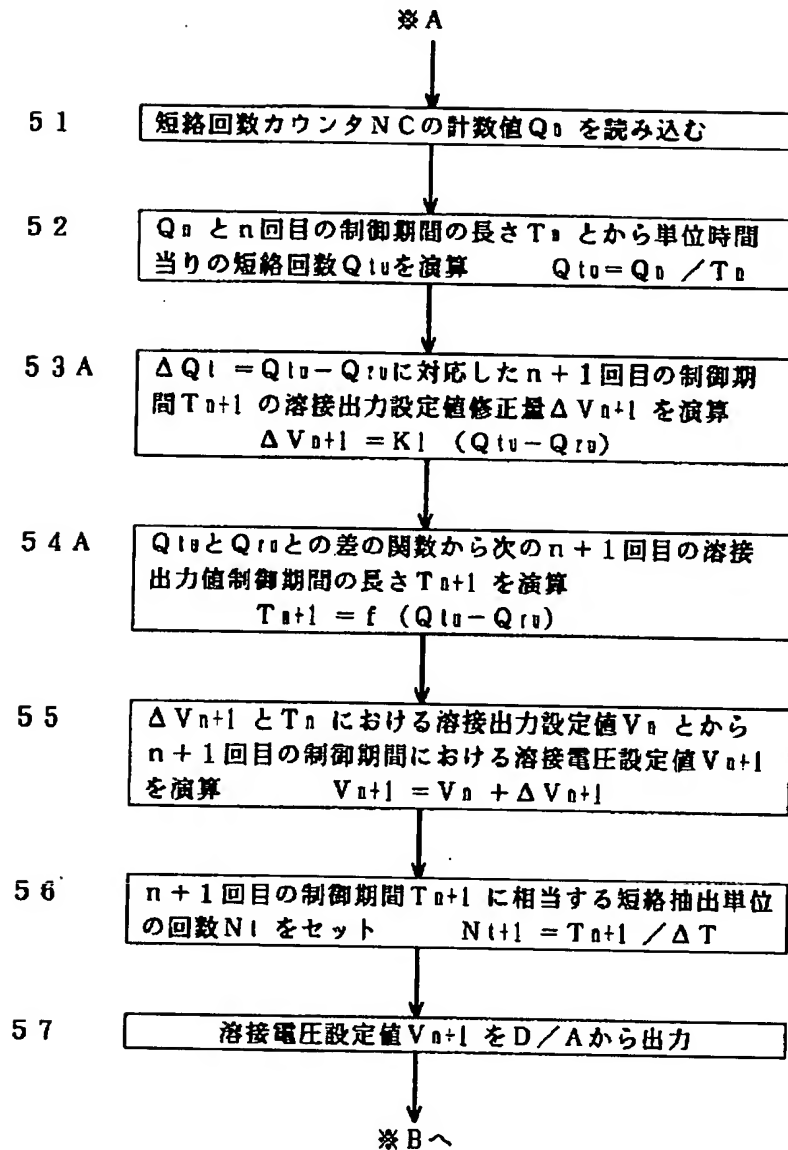 ※A
51 短絡回数カウンタNCの計数値Qn を読み込む
52 Qn とn回目の制御期間の長さTn とから単位時間
当りの短絡回数Qtuを演算 Qtu=Qn /Tn
53A ΔQt =Qtu-Qruに対応したn+1回目の制御期
間Tn+1 の溶接出力設定値修正量ΔVn+1 を演算
ΔVn+1 =K1 (Qtu-Qru)
54A QtuとQruとの差の関数から次のn+1回目の溶接
出力値制御期間の長さTn+1 を演算
Tn+1 =f (Qtu-Qru)
55 ΔVn+1 とTn における溶接出力設定値Vn とから
n+1回目の制御期間における溶接電圧設定値Vn+1
を演算 Vn+1 =Vn +ΔVn+1
56 n+1回目の制御期間Tn+1 に相当する短絡抽出単位
の回数Nt をセット Nt+1 =Tn+1 /ΔT
57 溶接電圧設定値Vn+1 をD/Aから出力
※Bへ